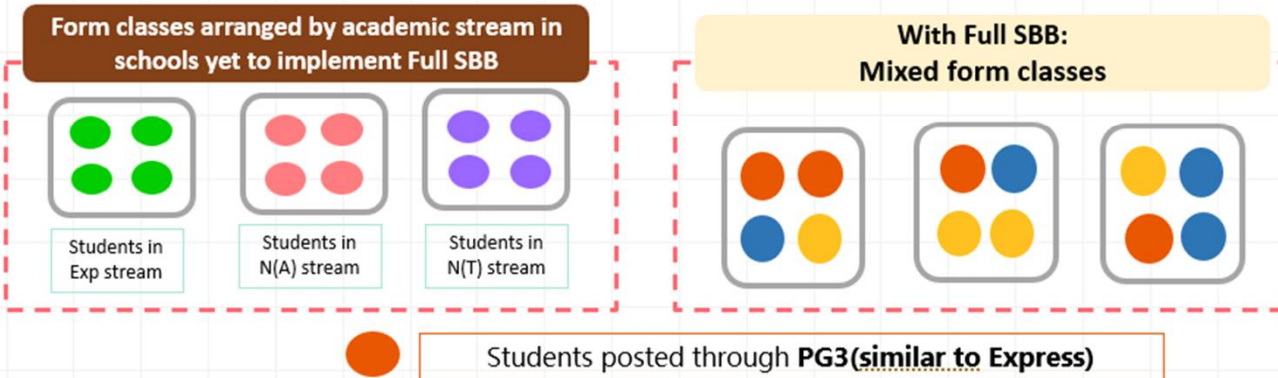 Form classes arranged by academic stream in
schools yet to implement Full SBB
With Full SBB:
Mixed form classes
Students in
Exp stream
Students in
N(A) stream
Students in
N(T) stream
Students posted through PG3(similar to Express)